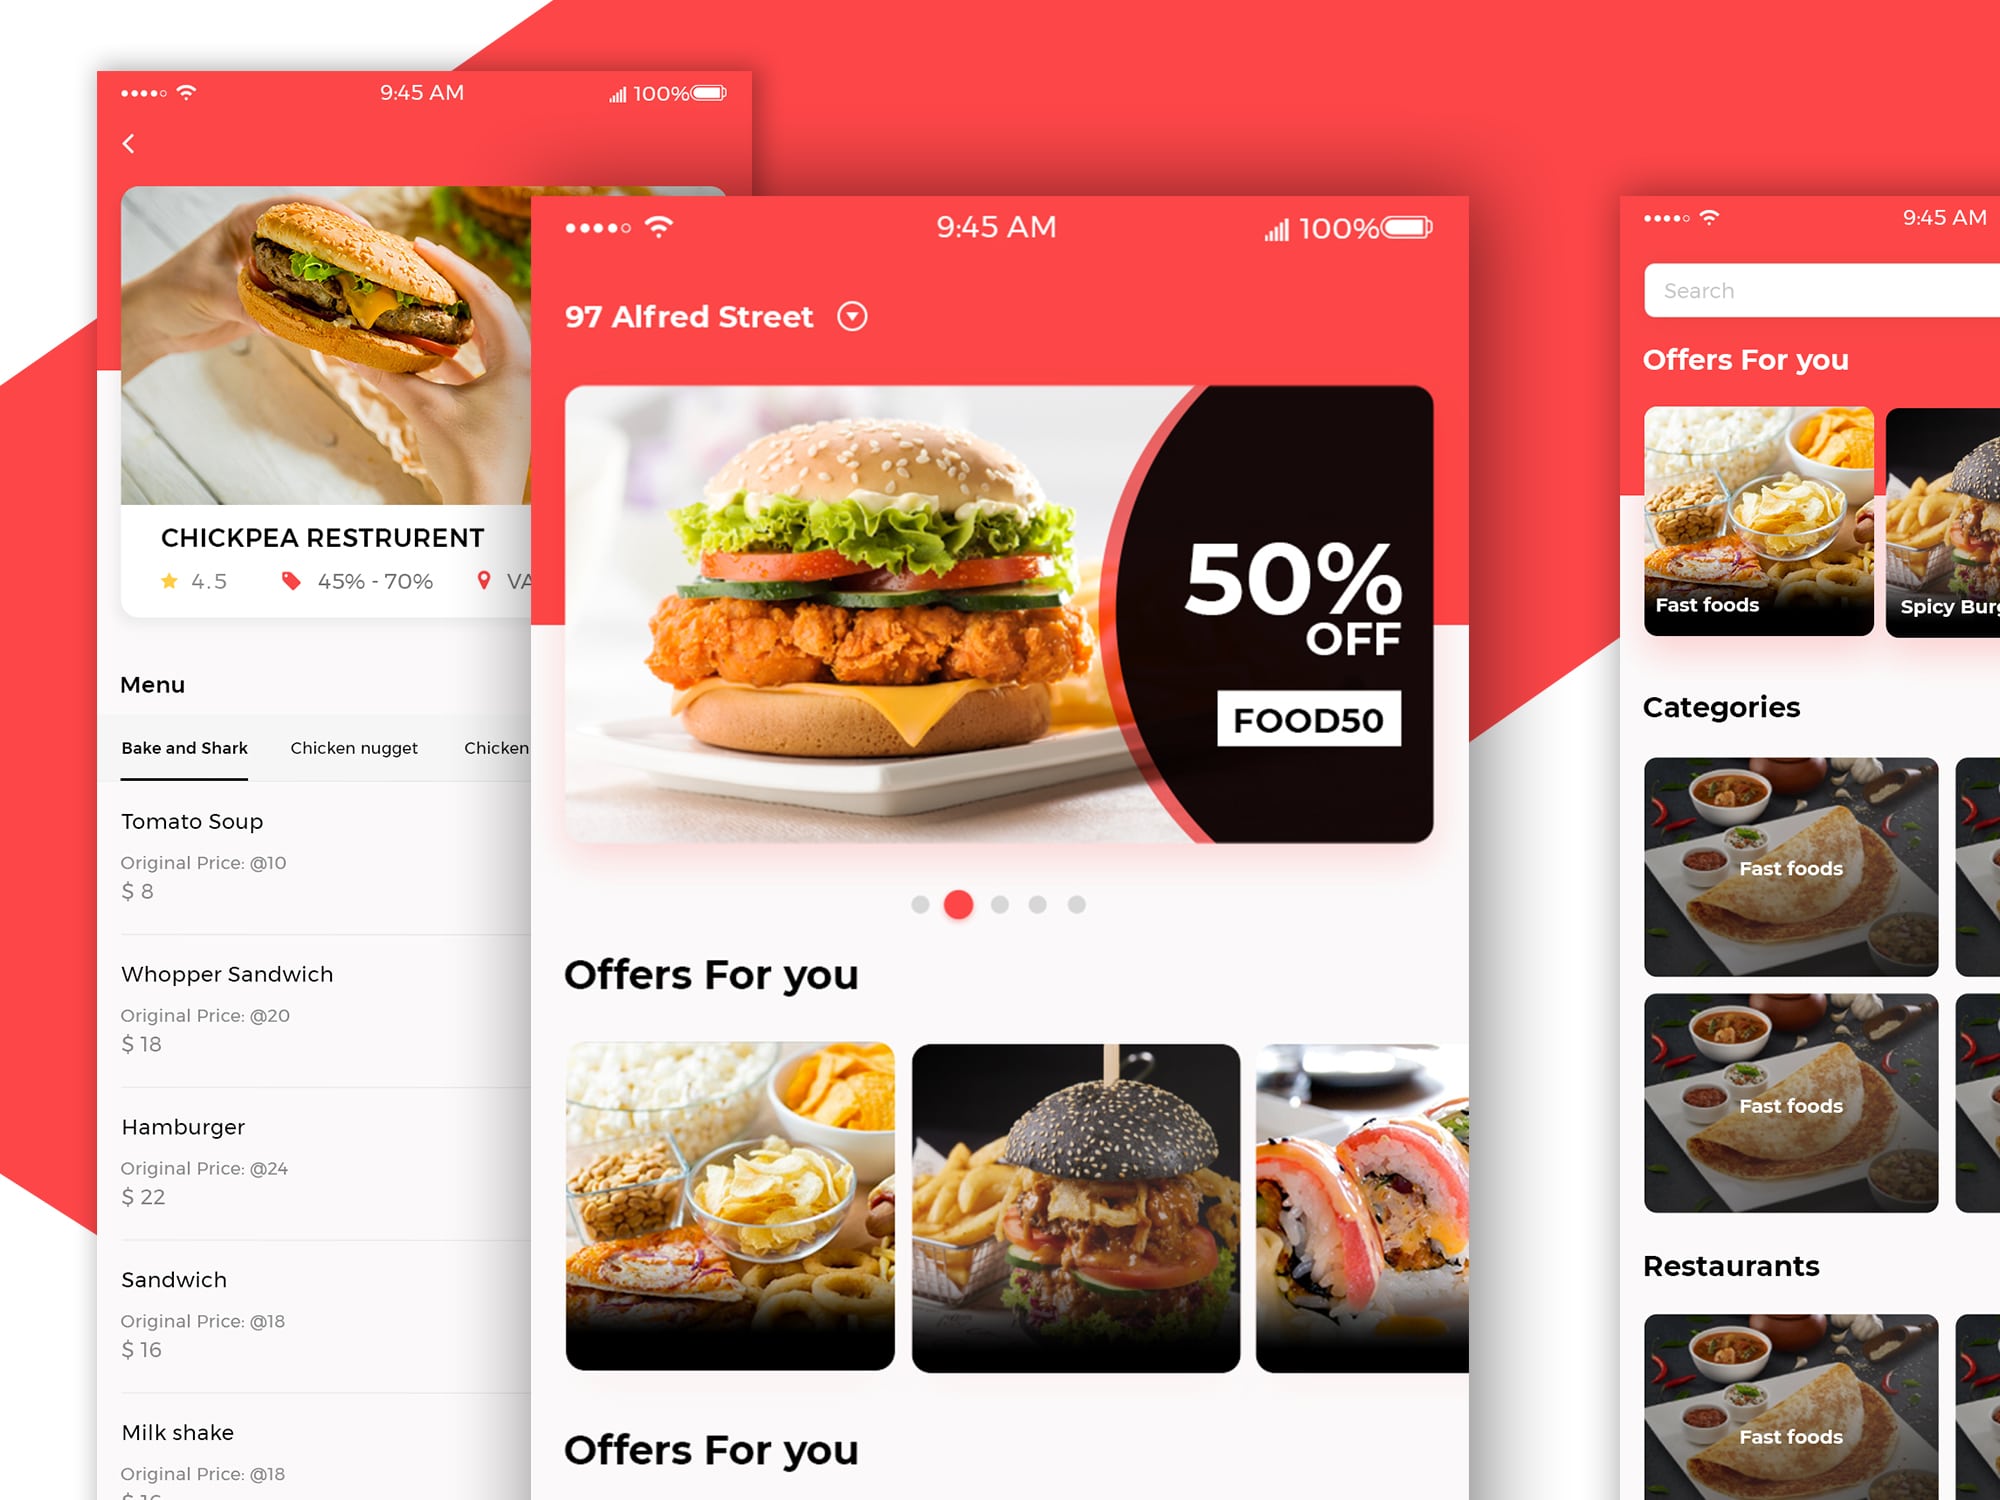 9:45 AM
100%
CHICKPEA RESTRURENT
4.5
45% - 70%
Menu
Bake and Shark
Chicken nugget
Chicken
Tomato Soup
Original Price: @10
$ 8
Whopper Sandwich
Original Price: @20
$ 18
Hamburger
Original Price: @24
$ 22
Sandwich
Original Price: @18
$ 16
Milk shake
Original Price: @18
9:45 AM
100%
97 Alfred Street
50%
OFF
FOOD50
Offers For you
Offers For you
9:45 AM
Search
Offers For you
Fast foods
Spicy
Categories
Fast foods
Fast foods
Restaurants
Fast foods